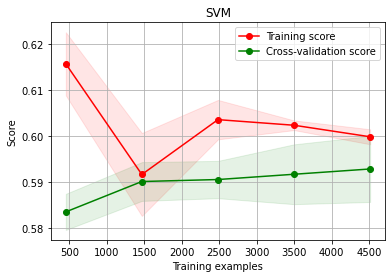 SVM
Training score
Cross-validation score
0.62
0.61
0.60
0.59
0.58
Score
500 1000 1500 2000 2500 3000 3500 4000 4500
Training examples